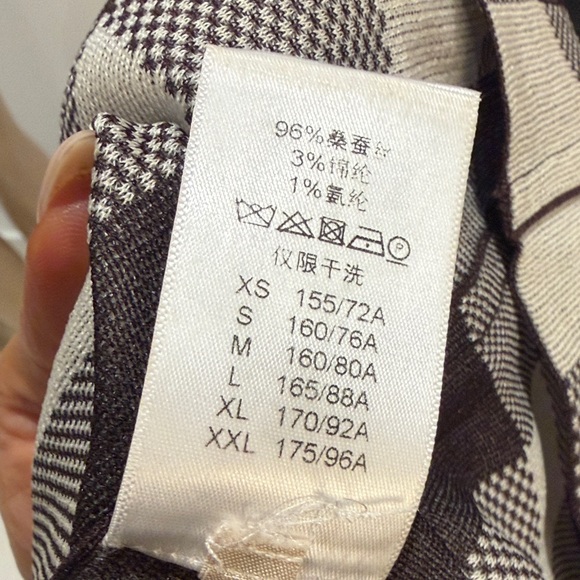 96%桑蚕丝
3%锦纶
1%氨纶
仅限干洗
XS 155/72A
S 160/76A
M 160/80A
L 165/88A
XL 170/92A
XXL 175/96A